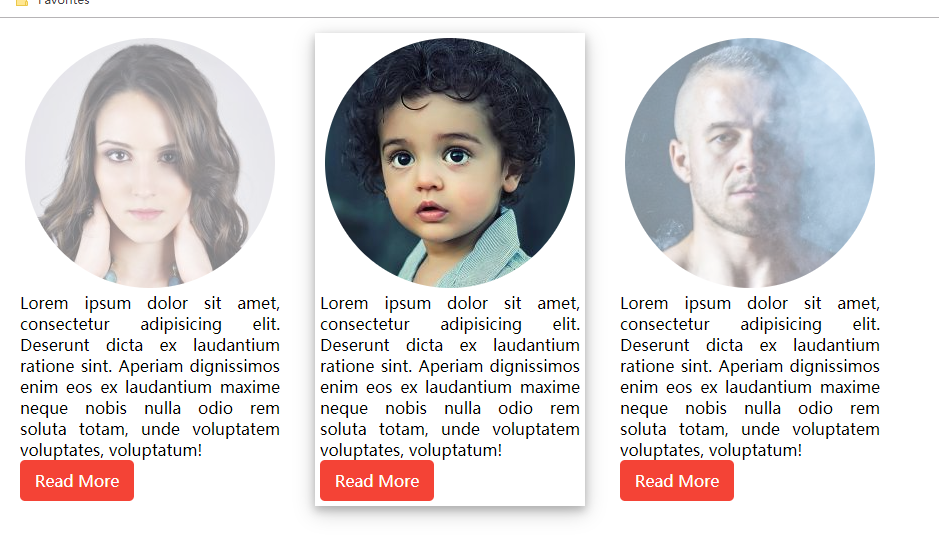 Favorites
Lorem ipsum dolor sit amet,
consectetur adipisicing elit.
Deserunt dicta ex laudantium
ratione sint. Aperiam dignissimos
enim eos ex laudantium maxime
neque nobis nulla odio rem
soluta totam, unde voluptatem
voluptates, voluptatum!
Read More
Lorem ipsum dolor sit amet,
consectetur adipisicing elit.
Deserunt dicta ex laudantium
ratione sint. Aperiam dignissimos
enim eos ex laudantium maxime
neque nobis nulla odio rem
soluta totam, unde voluptatem
voluptates, voluptatum!
Read More
Lorem ipsum dolor sit amet,
consectetur adipisicing elit.
Deserunt dicta ex laudantium
ratione sint. Aperiam dignissimos
enim eos ex laudantium maxime
neque nobis nulla odio rem
soluta totam, unde voluptatem
voluptates, voluptatum!
Read More